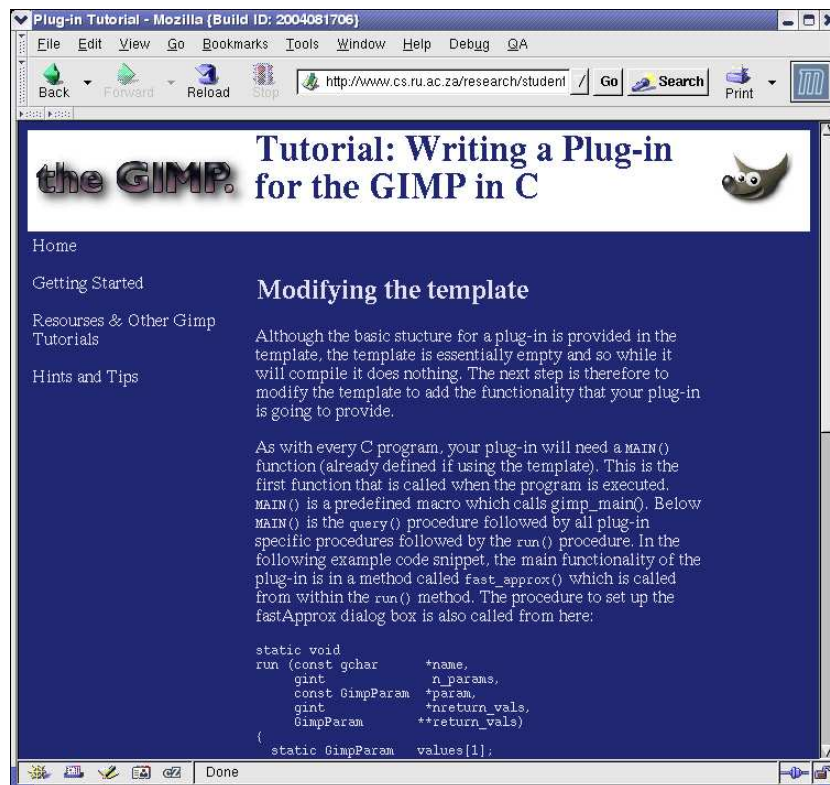 Plug-in Tutorial - Mozilla {Build ID: 2004081706}
File Edit View Go Bookmarks Tools Window Help Debug QA
Back Forward Reload Stop http://www.cs.ru.ac.za/research/student Go Search Print
the GIMP.
Tutorial: Writing a Plug-in
for the GIMP in C
Home
Getting Started
Resourses & Other Gimp
Tutorials
Hints and Tips
Modifying the template
Although the basic stucture for a plug-in is provided in the
template, the template is essentially empty and so while it
will compile it does nothing. The next step is therefore to
modify the template to add the functionality that your plug-in
is going to provide.
As with every C program, your plug-in will need a MAIN()
function (already defined if using the template). This is the
first function that is called when the program is executed.
MAIN() is a predefined macro which calls gimp_main(). Below
MAIN() is the query() procedure followed by all plug-in
specific procedures followed by the run() procedure. In the
following example code snippet, the main functionality of the
plug-in is in a method called fast_approx() which is called
from within the run() method. The procedure to set up the
fastApprox dialog box is also called from here:
static void
run (const gchar *name,
gint n_params,
const GimpParam *param,
gint *nreturn_vals,
GimpParam **return_vals)
{
static GimpParam values[1];
Done